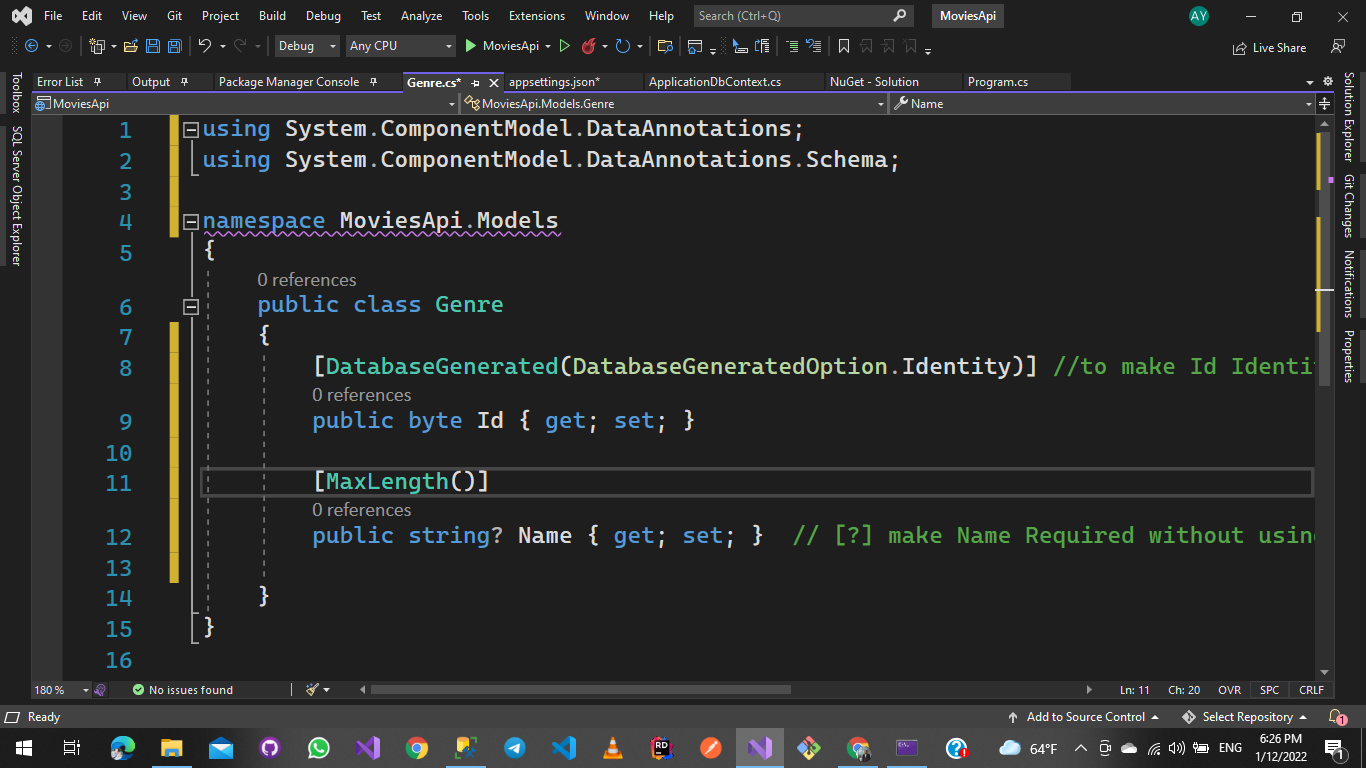 File Edit View Git Project Build Debug Test Analyze Tools Extensions Window Help Search (Ctrl+Q) MoviesApi AY
Debug Any CPU MoviesApi Live Share
Error List Output Package Manager Console Genre.cs* appsettings.json* ApplicationDbContext.cs NuGet - Solution Program.cs
MoviesApi MoviesApi.Models.Genre Name
Toolbox
SQL Server Object Explorer
1 using System.ComponentModel.DataAnnotations;
2 using System.ComponentModel.DataAnnotations.Schema;
3
4 namespace MoviesApi.Models
5 {
0 references
6 public class Genre
7 {
8 [DatabaseGenerated(DatabaseGeneratedOption.Identity)] //to make Id Identi
0 references
9 public byte Id { get; set; }
10
11 [MaxLength()]
0 references
12 public string? Name { get; set; } // [?] make Name Required without usin
13
14 }
15 }
16
Solution Explorer
Git Changes
Notifications
Properties
180 % No issues found Ln: 11 Ch: 20 OVR SPC CRLF
Ready Add to Source Control Select Repository 1
RD 64°F ENG 6:26 PM
1/12/2022 1